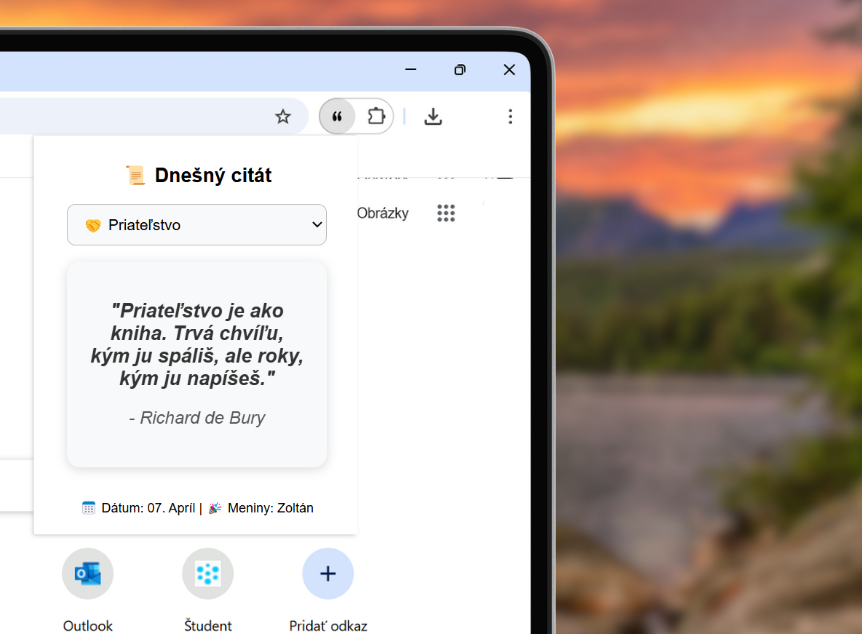 Dnešný citát
Priateľstvo
Obrázky
"Priateľstvo je ako
kniha. Trvá chvíľu,
kým ju spáliš, ale roky,
kým ju napíšeš."
- Richard de Bury
Dátum: 07. Apríl | Meniny: Zoltán
Outlook
Študent
Pridať odkaz